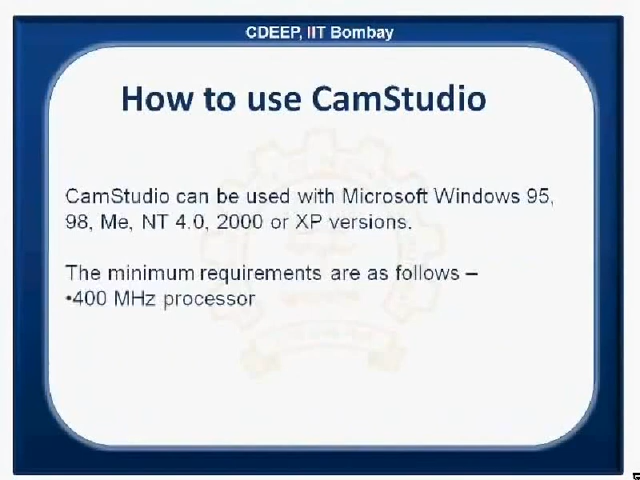 CDEEP, IIT Bombay
How to use CamStudio
CamStudio can be used with Microsoft Windows 95,
98, Me, NT 4.0, 2000 or XP versions.
The minimum requirements are as follows –
•400 MHz processor